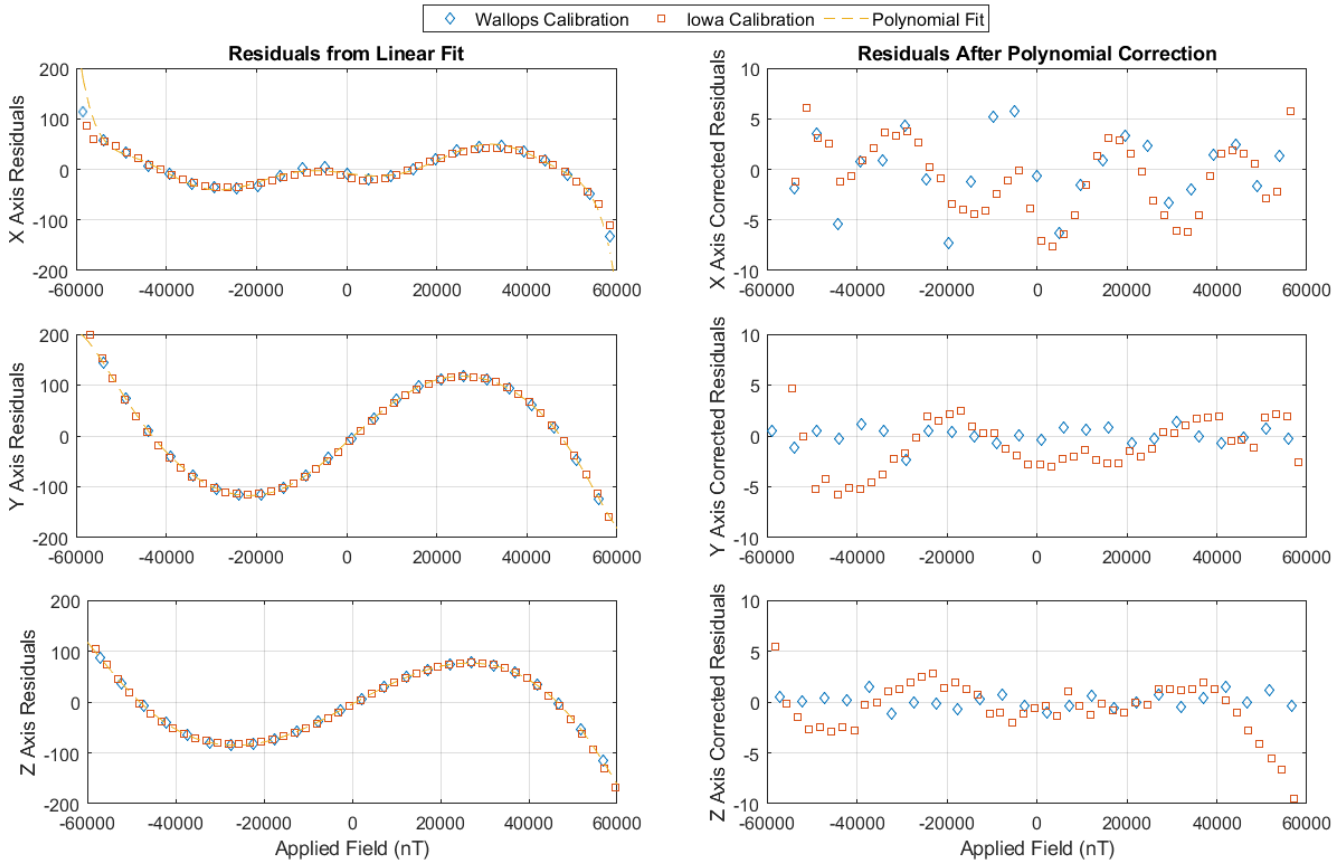 Wallops Calibration Iowa Calibration Polynomial Fit
Residuals from Linear Fit
200
100
0
-100
-200
X Axis Residuals
-60000 -40000 -20000 0 20000 40000 60000
Residuals After Polynomial Correction
10
5
0
-5
-10
X Axis Corrected Residuals
-60000 -40000 -20000 0 20000 40000 60000
200
100
0
-100
-200
Y Axis Residuals
-60000 -40000 -20000 0 20000 40000 60000
10
5
0
-5
-10
Y Axis Corrected Residuals
-60000 -40000 -20000 0 20000 40000 60000
200
100
0
-100
-200
Z Axis Residuals
-60000 -40000 -20000 0 20000 40000 60000
Applied Field (nT)
10
5
0
-5
-10
Z Axis Corrected Residuals
-60000 -40000 -20000 0 20000 40000 60000
Applied Field (nT)